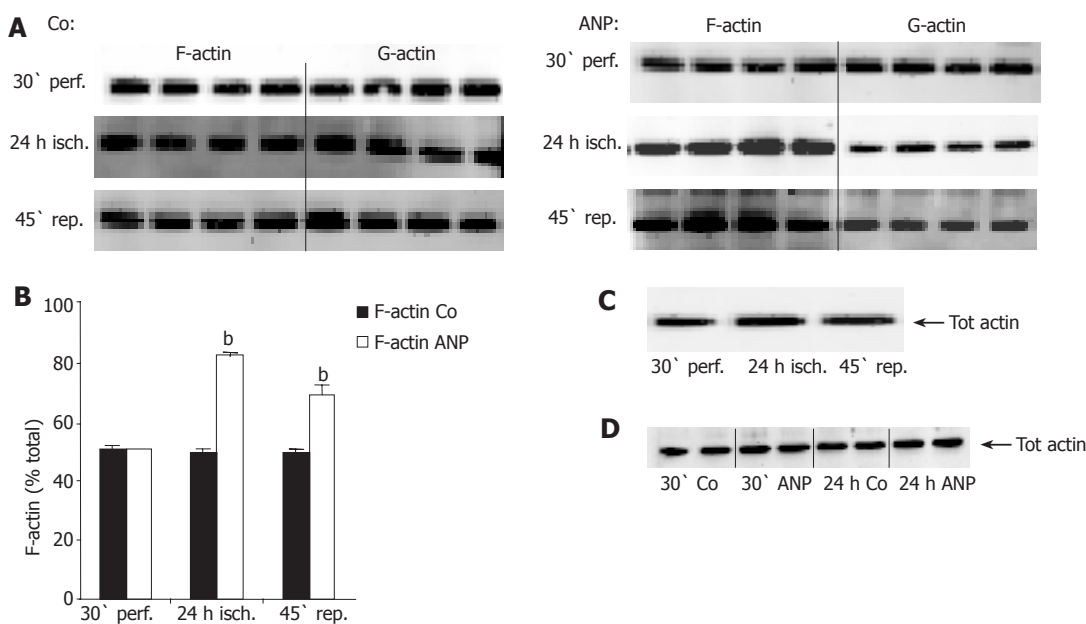 A
Co:
F-actin G-actin
30` perf.
24 h isch.
45` rep.
ANP:
F-actin G-actin
30` perf.
24 h isch.
45` rep.
B
F-actin (% total)
100
80
60
40
20
0
F-actin Co
F-actin ANP
b
b
30` perf. 24 h isch. 45` rep.
C
Tot actin
30` perf. 24 h isch. 45` rep.
D
Tot actin
30` Co 30` ANP 24 h Co 24 h ANP